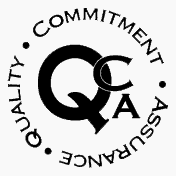 QUALITY • COMMITMENT • ASSURANCE •
QCA